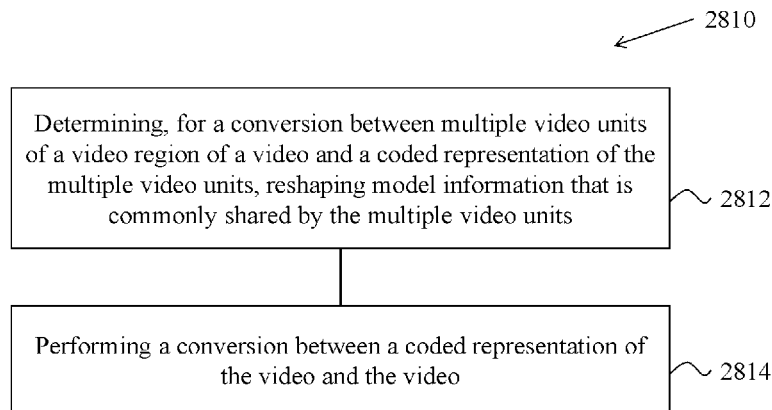 2810
Determining, for a conversion between multiple video units
of a video region of a video and a coded representation of the
multiple video units, reshaping model information that is
commonly shared by the multiple video units
2812
Performing a conversion between a coded representation of
the video and the video
2814